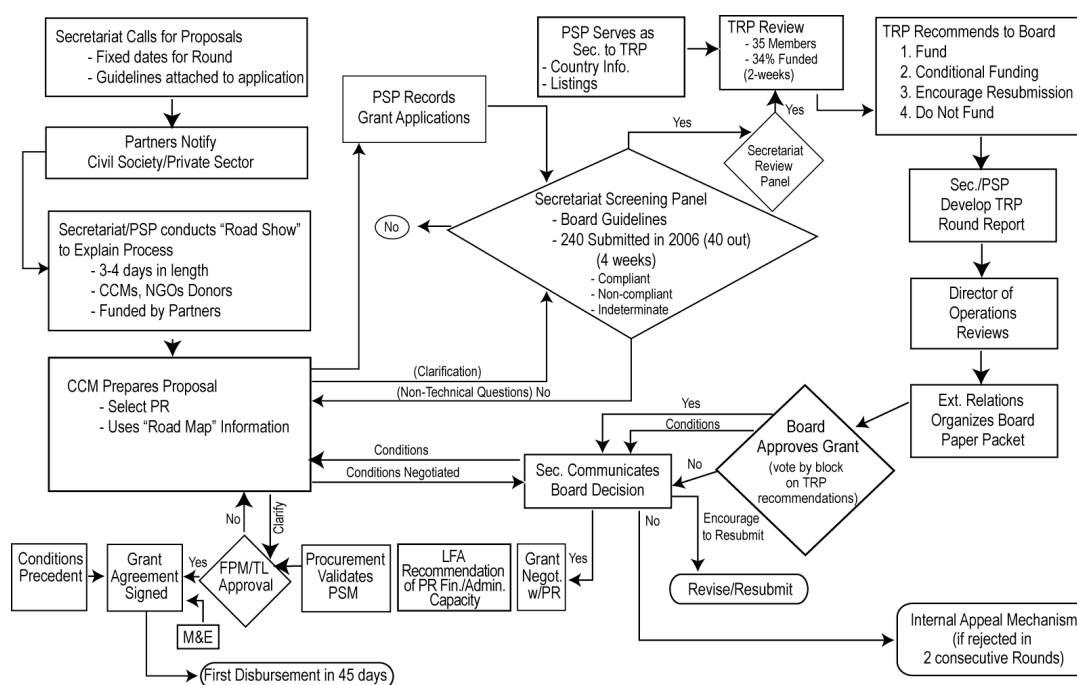 Secretariat Calls for Proposals
- Fixed dates for Round
- Guidelines attached to application
Partners Notify
Civil Society/Private Sector
Secretariat/PSP conducts “Road Show”
to Explain Process
- 3-4 days in length
- CCMs, NGOs Donors
- Funded by Partners
CCM Prepares Proposal
- Select PR
- Uses “Road Map” Information
PSP Records
Grant Applications
PSP Serves as
Sec. to TRP
- Country Info.
- Listings
TRP Review
- 35 Members
- 34% Funded
(2-weeks)
TRP Recommends to Board
1. Fund
2. Conditional Funding
3. Encourage Resubmission
4. Do Not Fund
Yes
Yes
Secretariat
Review
Panel
No
Secretariat Screening Panel
- Board Guidelines
- 240 Submitted in 2006 (40 out)
(4 weeks)
- Compliant
- Non-compliant
- Indeterminate
(Clarification)
(Non-Technical Questions) No
Sec./PSP
Develop TRP
Round Report
Director of
Operations
Reviews
Ext. Relations
Organizes Board
Paper Packet
Board
Approves Grant
(vote by block
on TRP
recommendations)
Yes
Conditions
No
Sec. Communicates
Board Decision
Conditions
Conditions Negotiated
No
Clarify
Conditions
Precedent
Grant
Agreement
Signed
Yes
FPM/TL
Approval
M&E
Procurement
Validates
PSM
LFA
Recommendation
of PR Fin./Admin.
Capacity
Grant
Negot.
w/PR
Yes
No
Encourage
to Resubmit
Revise/Resubmit
Internal Appeal Mechanism
(if rejected in
2 consecutive Rounds)
First Disbursement in 45 days